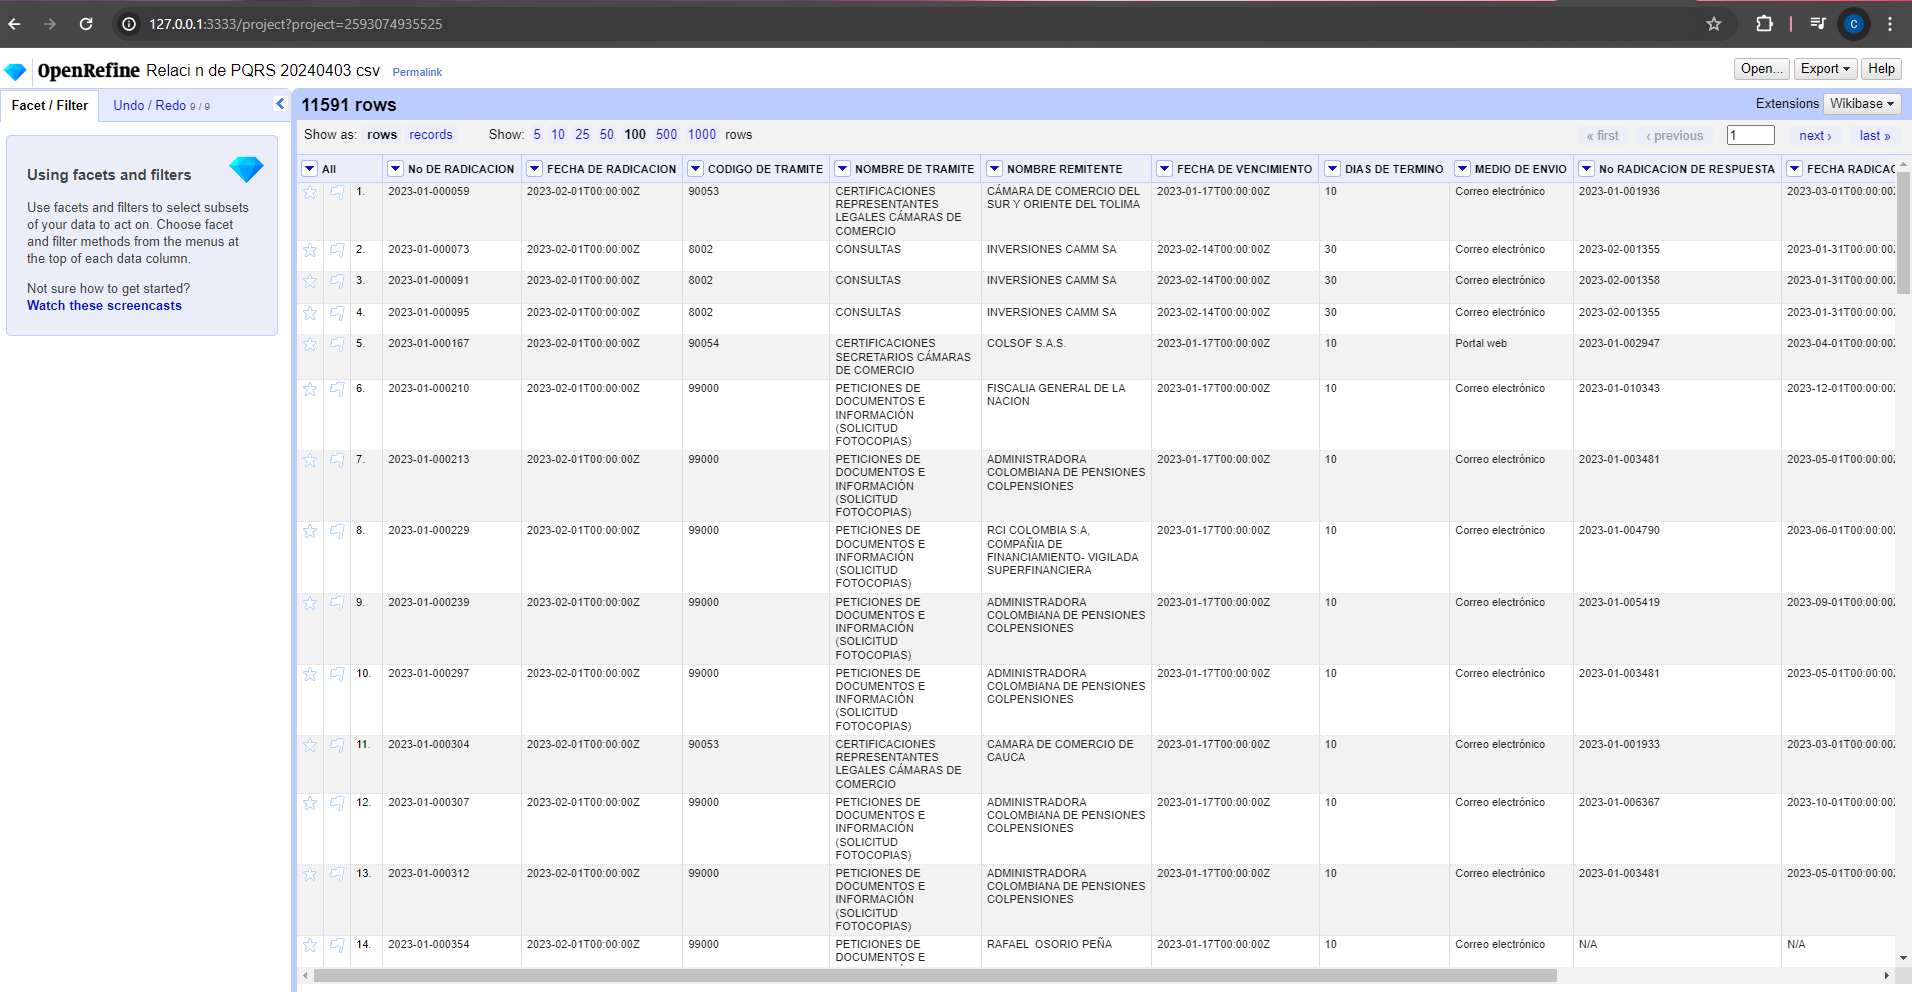 127.0.0.1:3333/project?project=2593074935525
C
OpenRefine Relaci n de PQRS 20240403 csv Permalink
Open... Export Help
Facet / Filter Undo / Redo 9 / 9
11591 rows
Extensions Wikibase
Show as: rows records Show: 5 10 25 50 100 500 1000 rows
« first ‹ previous 1 next › last »
Using facets and filters
Use facets and filters to select subsets
of your data to act on. Choose facet
and filter methods from the menus at
the top of each data column.
Not sure how to get started?
Watch these screencasts
All No DE RADICACION FECHA DE RADICACION CODIGO DE TRAMITE NOMBRE DE TRAMITE NOMBRE REMITENTE FECHA DE VENCIMIENTO DIAS DE TERMINO MEDIO DE ENVIO No RADICACION DE RESPUESTA FECHA RADICAC
1. 2023-01-000059 2023-02-01T00:00:00Z 90053 CERTIFICACIONES CÁMARA DE COMERCIO DEL 2023-01-17T00:00:00Z 10 Correo electrónico 2023-01-001936 2023-03-01T00:00:00
REPRESENTANTES SUR Y ORIENTE DEL TOLIMA
LEGALES CÁMARAS DE
COMERCIO
2. 2023-01-000073 2023-02-01T00:00:00Z 8002 CONSULTAS INVERSIONES CAMM SA 2023-02-14T00:00:00Z 30 Correo electrónico 2023-02-001355 2023-01-31T00:00:00
3. 2023-01-000091 2023-02-01T00:00:00Z 8002 CONSULTAS INVERSIONES CAMM SA 2023-02-14T00:00:00Z 30 Correo electrónico 2023-02-001358 2023-01-31T00:00:00
4. 2023-01-000095 2023-02-01T00:00:00Z 8002 CONSULTAS INVERSIONES CAMM SA 2023-02-14T00:00:00Z 30 Correo electrónico 2023-02-001355 2023-01-31T00:00:00
5. 2023-01-000167 2023-02-01T00:00:00Z 90054 CERTIFICACIONES COLSOF S.A.S. 2023-01-17T00:00:00Z 10 Portal web 2023-01-002947 2023-04-01T00:00:00
SECRETARIOS CÁMARAS
DE COMERCIO
6. 2023-01-000210 2023-02-01T00:00:00Z 99000 PETICIONES DE FISCALIA GENERAL DE LA 2023-01-17T00:00:00Z 10 Correo electrónico 2023-01-010343 2023-12-01T00:00:00
DOCUMENTOS E NACION
INFORMACIÓN
(SOLICITUD
FOTOCOPIAS)
7. 2023-01-000213 2023-02-01T00:00:00Z 99000 PETICIONES DE ADMINISTRADORA 2023-01-17T00:00:00Z 10 Correo electrónico 2023-01-003481 2023-05-01T00:00:00
DOCUMENTOS E COLOMBIANA DE PENSIONES
INFORMACIÓN COLPENSIONES
(SOLICITUD
FOTOCOPIAS)
8. 2023-01-000229 2023-02-01T00:00:00Z 99000 PETICIONES DE RCI COLOMBIA S.A, 2023-01-17T00:00:00Z 10 Correo electrónico 2023-01-004790 2023-06-01T00:00:00
DOCUMENTOS E COMPAÑIA DE
INFORMACIÓN FINANCIAMIENTO- VIGILADA
(SOLICITUD SUPERFINANCIERA
FOTOCOPIAS)
9. 2023-01-000239 2023-02-01T00:00:00Z 99000 PETICIONES DE ADMINISTRADORA 2023-01-17T00:00:00Z 10 Correo electrónico 2023-01-005419 2023-09-01T00:00:00
DOCUMENTOS E COLOMBIANA DE PENSIONES
INFORMACIÓN COLPENSIONES
(SOLICITUD
FOTOCOPIAS)
10. 2023-01-000297 2023-02-01T00:00:00Z 99000 PETICIONES DE ADMINISTRADORA 2023-01-17T00:00:00Z 10 Correo electrónico 2023-01-003481 2023-05-01T00:00:00
DOCUMENTOS E COLOMBIANA DE PENSIONES
INFORMACIÓN COLPENSIONES
(SOLICITUD
FOTOCOPIAS)
11. 2023-01-000304 2023-02-01T00:00:00Z 90053 CERTIFICACIONES CAMARA DE COMERCIO DE 2023-01-17T00:00:00Z 10 Correo electrónico 2023-01-001933 2023-03-01T00:00:00
REPRESENTANTES CAUCA
LEGALES CÁMARAS DE
COMERCIO
12. 2023-01-000307 2023-02-01T00:00:00Z 99000 PETICIONES DE ADMINISTRADORA 2023-01-17T00:00:00Z 10 Correo electrónico 2023-01-006367 2023-10-01T00:00:00
DOCUMENTOS E COLOMBIANA DE PENSIONES
INFORMACIÓN COLPENSIONES
(SOLICITUD
FOTOCOPIAS)
13. 2023-01-000312 2023-02-01T00:00:00Z 99000 PETICIONES DE ADMINISTRADORA 2023-01-17T00:00:00Z 10 Correo electrónico 2023-01-003481 2023-05-01T00:00:00
DOCUMENTOS E COLOMBIANA DE PENSIONES
INFORMACIÓN COLPENSIONES
(SOLICITUD
FOTOCOPIAS)
14. 2023-01-000354 2023-02-01T00:00:00Z 99000 PETICIONES DE RAFAEL OSORIO PEÑA 2023-01-17T00:00:00Z 10 Correo electrónico N/A N/A
DOCUMENTOS E